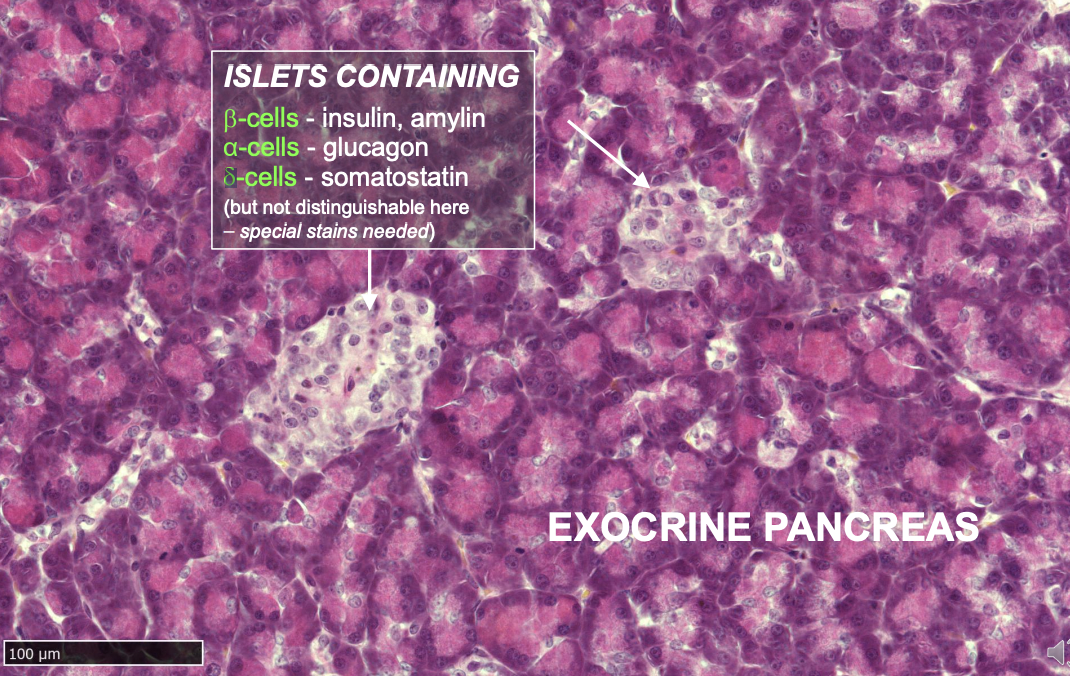 ISLETS CONTAINING
β-cells - insulin, amylin
α-cells - glucagon
δ-cells - somatostatin
(but not distinguishable here
– special stains needed)
EXOCRINE PANCREAS
100 µm